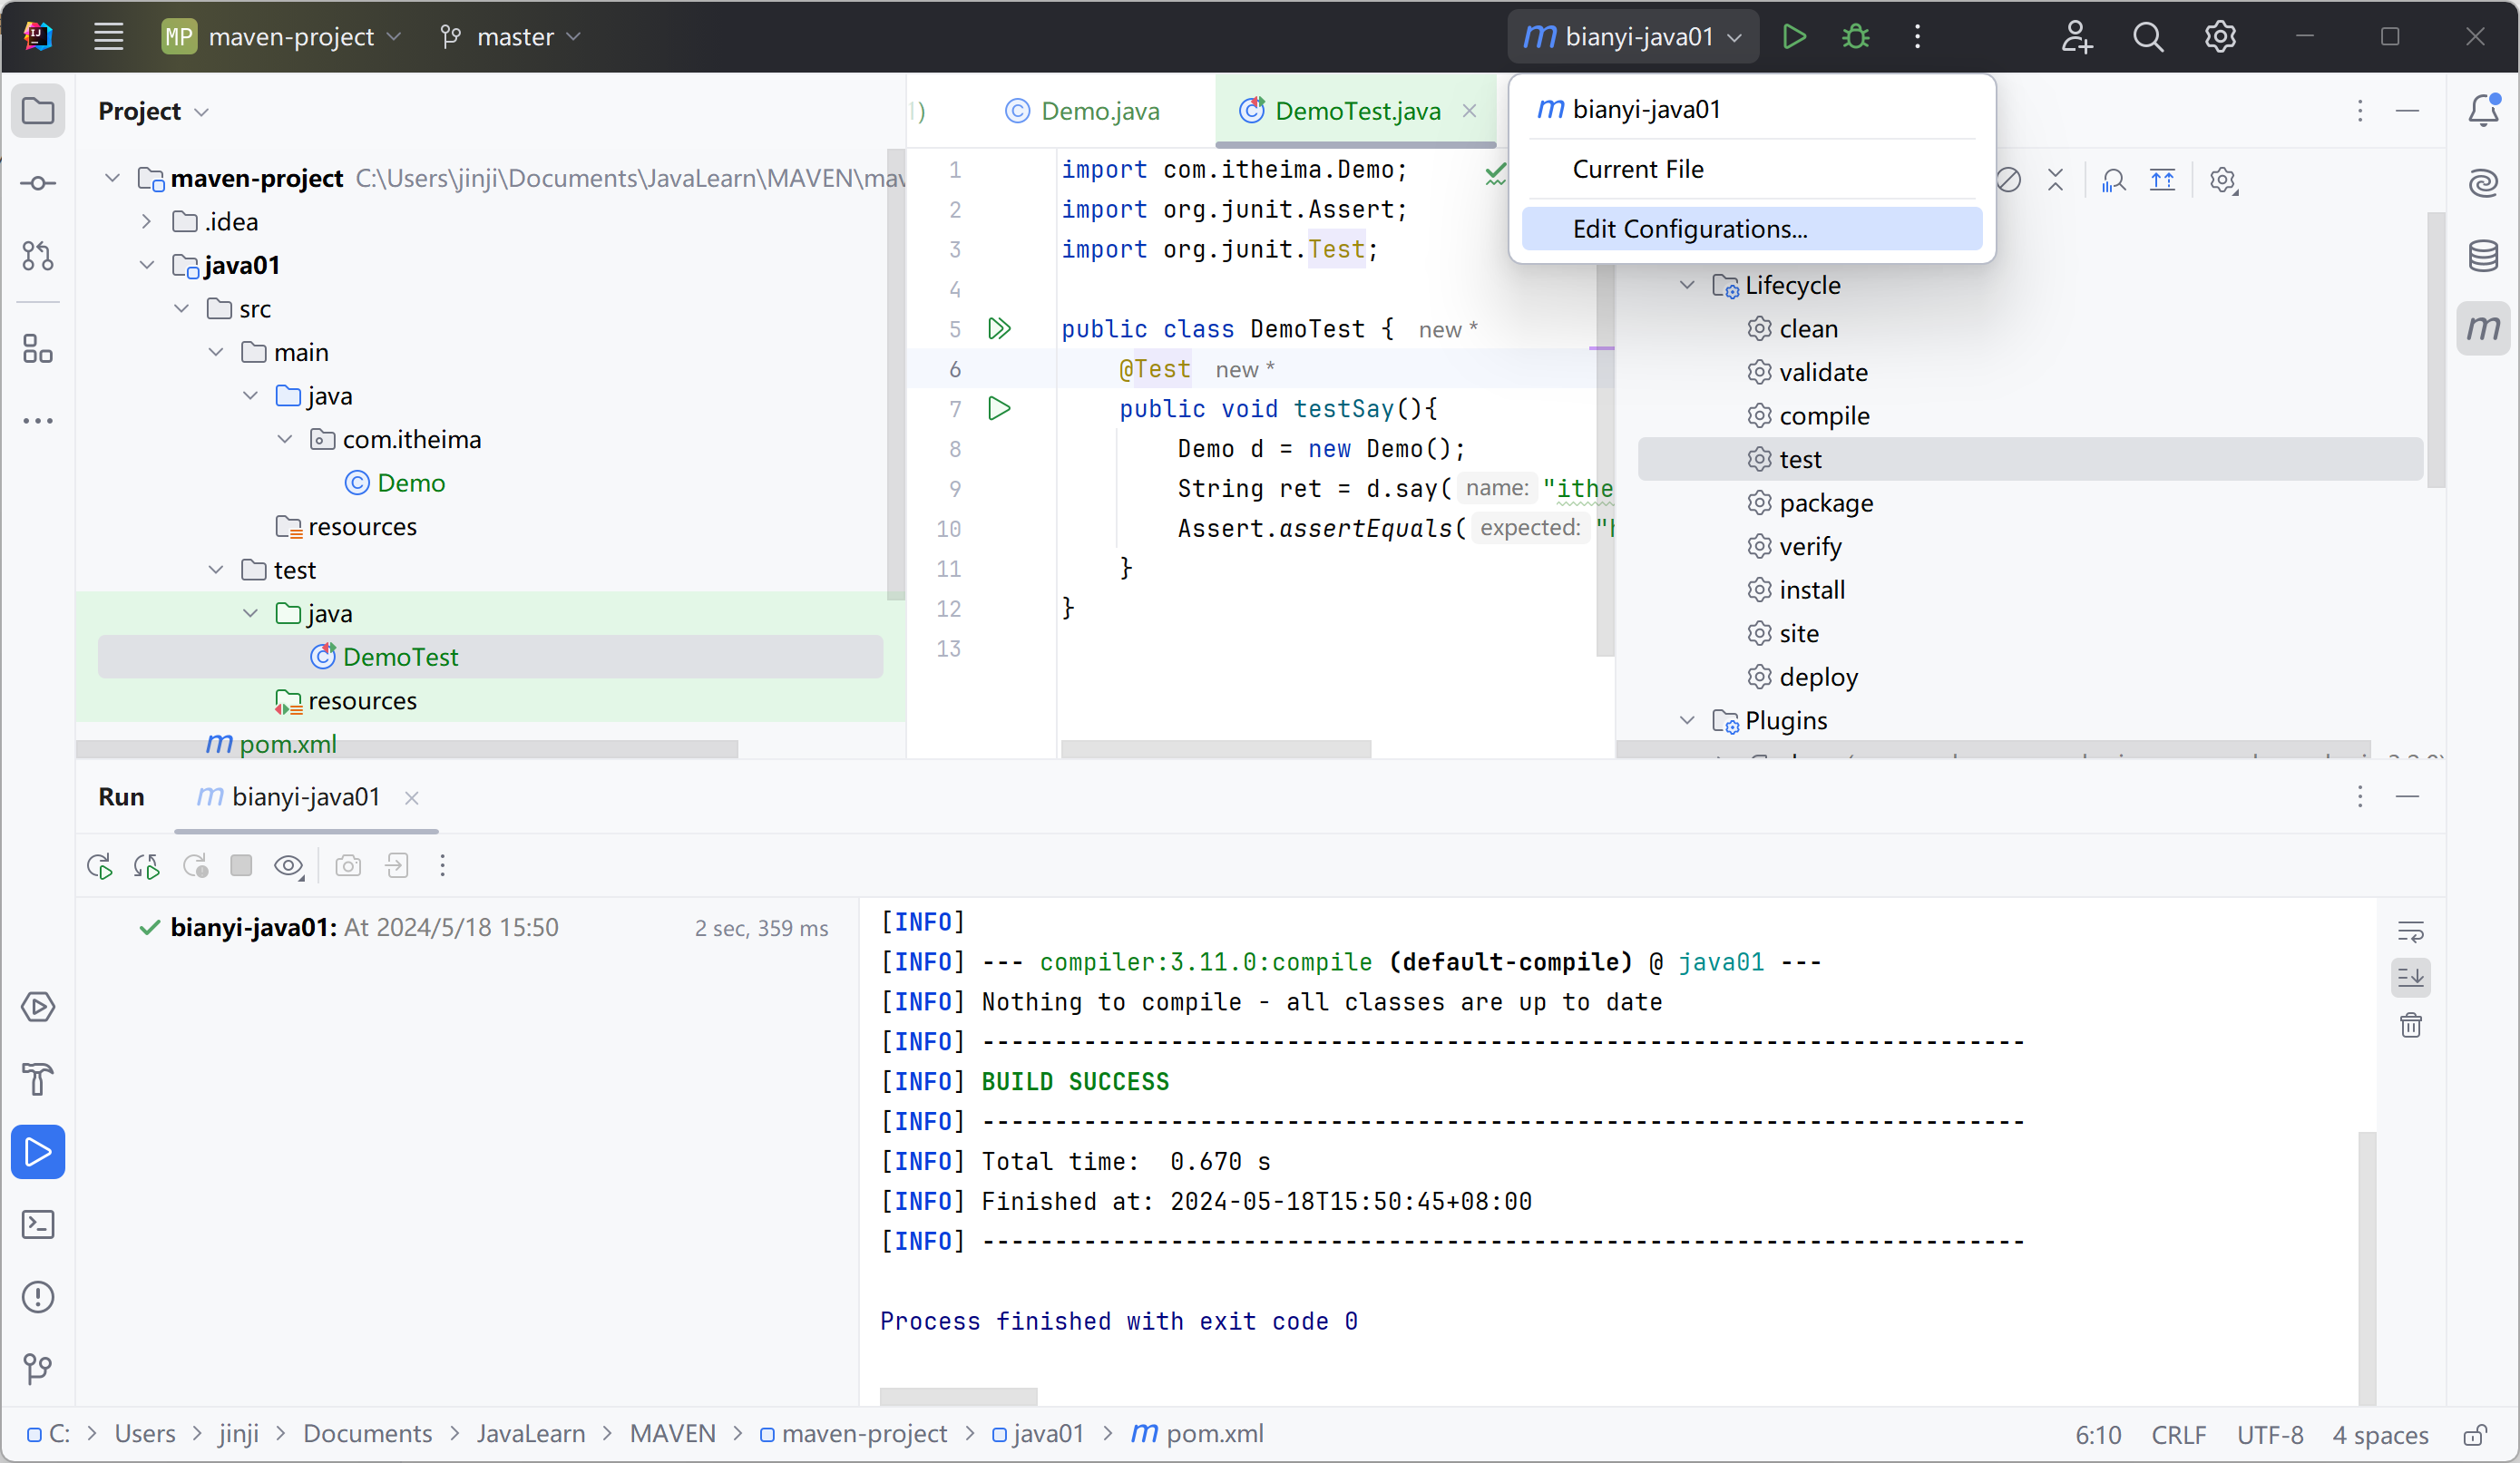 MP maven-project master bianyi-java01
Project
Demo.java DemoTest.java
bianyi-java01
Current File
Edit Configurations...
maven-project C:\Users\jinji\Documents\JavaLearn\MAVEN\mav
.idea
java01
src
main
java
com.itheima
Demo
resources
test
java
DemoTest
resources
pom.xml
1 import com.itheima.Demo;
2 import org.junit.Assert;
3 import org.junit.Test;
4
5 public class DemoTest { new *
6 @Test new *
7 public void testSay(){
8 Demo d = new Demo();
9 String ret = d.say( name: "ithe
10 Assert.assertEquals( expected: "h
11 }
12 }
13
Lifecycle
clean
validate
compile
test
package
verify
install
site
deploy
Plugins
Run bianyi-java01
bianyi-java01: At 2024/5/18 15:50 2 sec, 359 ms
[INFO]
[INFO] --- compiler:3.11.0:compile (default-compile) @ java01 ---
[INFO] Nothing to compile - all classes are up to date
[INFO] ------------------------------------------------------------------------
[INFO] BUILD SUCCESS
[INFO] ------------------------------------------------------------------------
[INFO] Total time:  0.670 s
[INFO] Finished at: 2024-05-18T15:50:45+08:00
[INFO] ------------------------------------------------------------------------
Process finished with exit code 0
C: > Users > jinji > Documents > JavaLearn > MAVEN > maven-project > java01 > m pom.xml 6:10 CRLF UTF-8 4 spaces